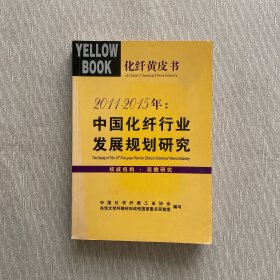 YELLOW
BOOK
化纤黄皮书
of China's Chemical Fibers Industry
2011-2015年:
中国化纤行业
发展规划研究
The Study of The 12th Five-year Plan for China's Chemical Fibers Industry
权威机构·前瞻研究
中国化学纤维工业协会
东华大学纤维材料改性国家重点实验室 编写